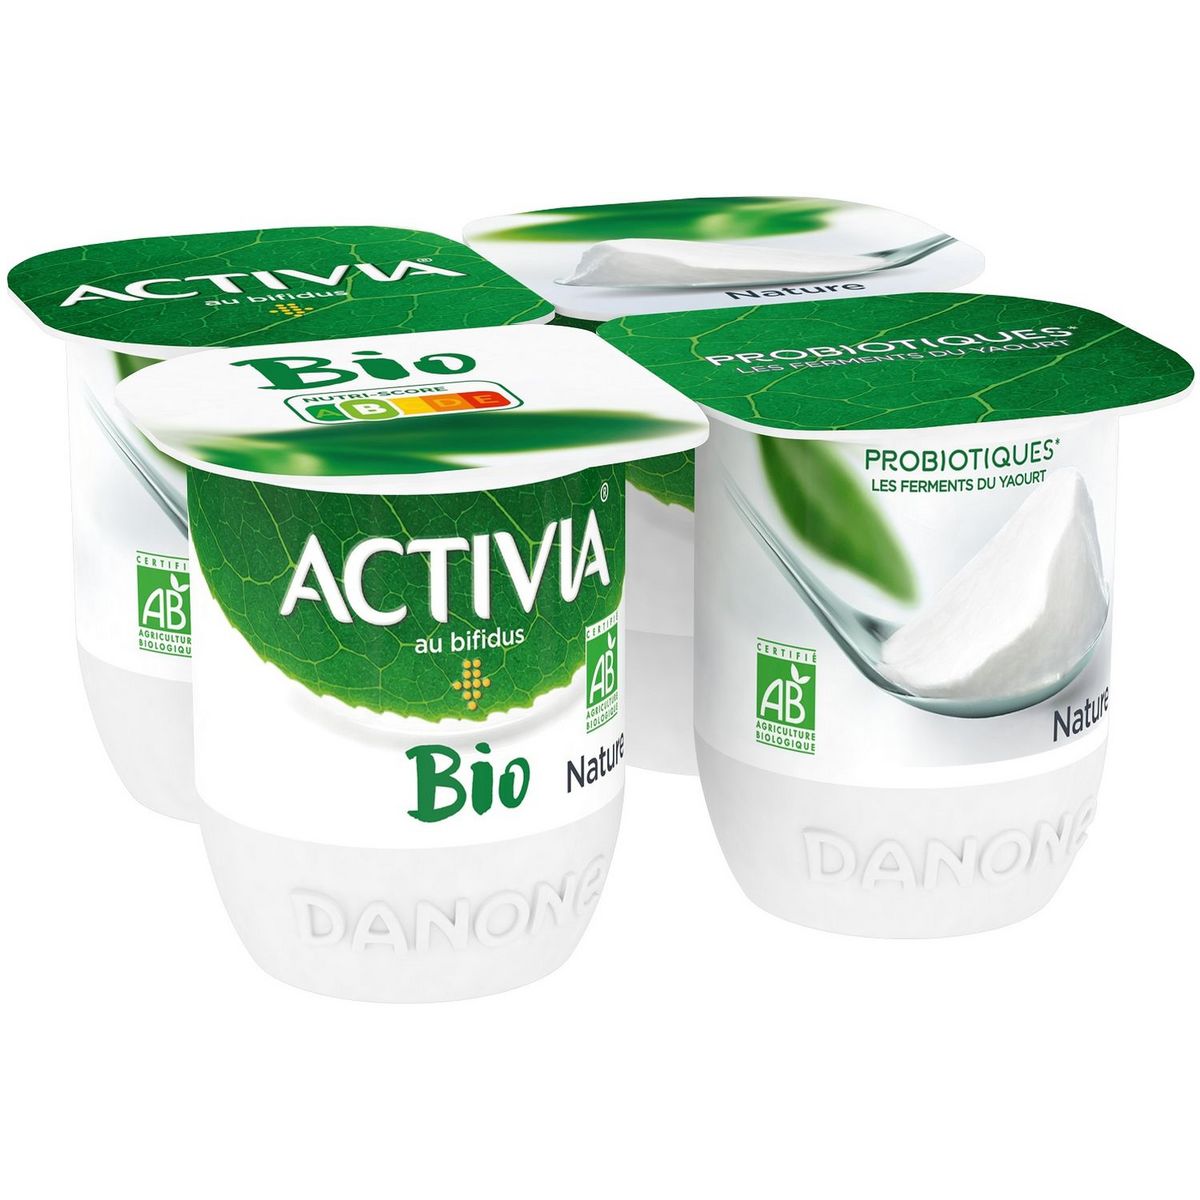 ACTIVIA®
au bifidus
Nature
Bio
NUTRI-SCORE
A B C D E
PROBIOTIQUES*
LES FERMENTS DU YAOURT
CERTIFIÉ
AB
AGRICULTURE
BIOLOGIQUE
ACTIVIA®
au bifidus
CERTIFIÉ
AB
AGRICULTURE
BIOLOGIQUE
Bio
Nature
DANONE
PROBIOTIQUES*
LES FERMENTS DU YAOURT
CERTIFIÉ
AB
AGRICULTURE
BIOLOGIQUE
Nature
DANONE